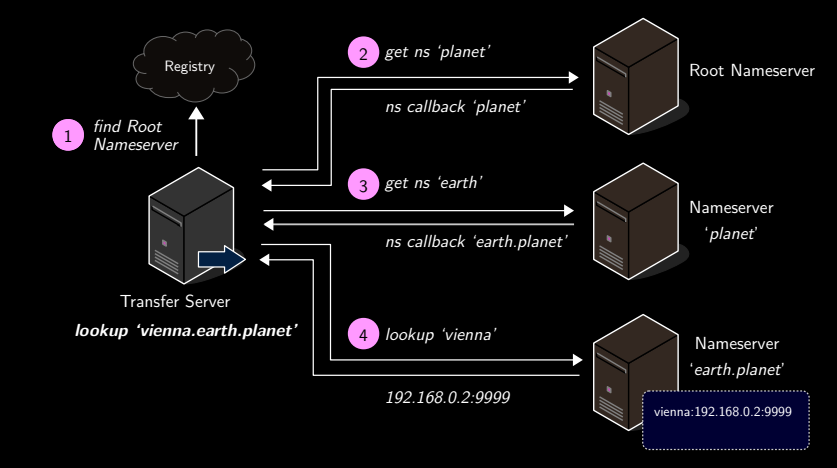 Registry
1
find Root
Nameserver
2
get ns ‘planet’
ns callback ‘planet’
Root Nameserver
3
get ns ‘earth’
ns callback ‘earth.planet’
Nameserver
‘planet’
Transfer Server
lookup ‘vienna.earth.planet’
4
lookup ‘vienna’
192.168.0.2:9999
Nameserver
‘earth.planet’
vienna:192.168.0.2:9999